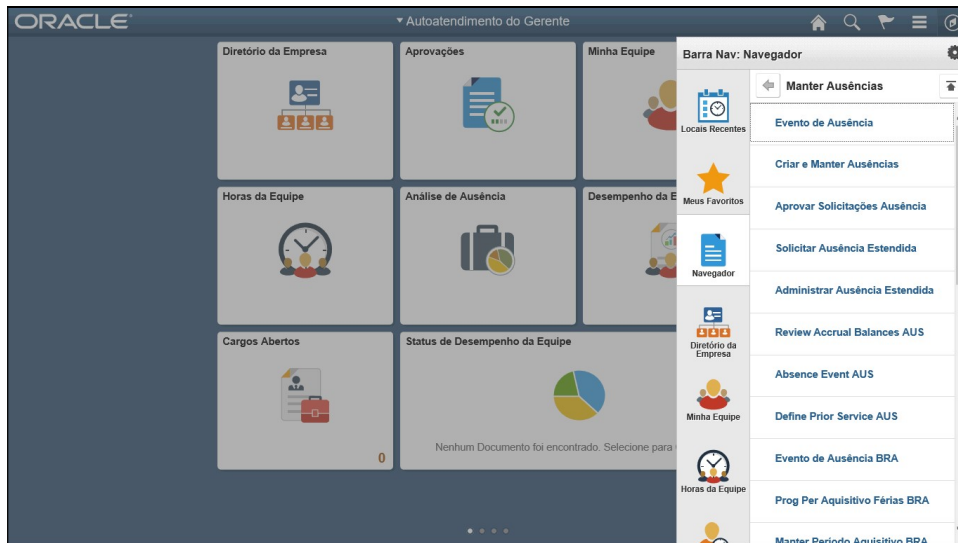 ORACLE
Autoatendimento do Gerente
Diretório da Empresa
Aprovações
Minha Equipe
Horas da Equipe
Análise de Ausência
Desempenho da E
Cargos Abertos
0
Status de Desempenho da Equipe
Nenhum Documento foi encontrado. Selecione para
Barra Nav: Navegador
Locais Recentes
Meus Favoritos
Navegador
Diretório da
Empresa
Minha Equipe
Horas da Equipe
Manter Ausências
Evento de Ausência
Criar e Manter Ausências
Aprovar Solicitações Ausência
Solicitar Ausência Estendida
Administrar Ausência Estendida
Review Accrual Balances AUS
Absence Event AUS
Define Prior Service AUS
Evento de Ausência BRA
Prog Per Aquisitivo Férias BRA
Manter Periodo Aquisitivo BRA